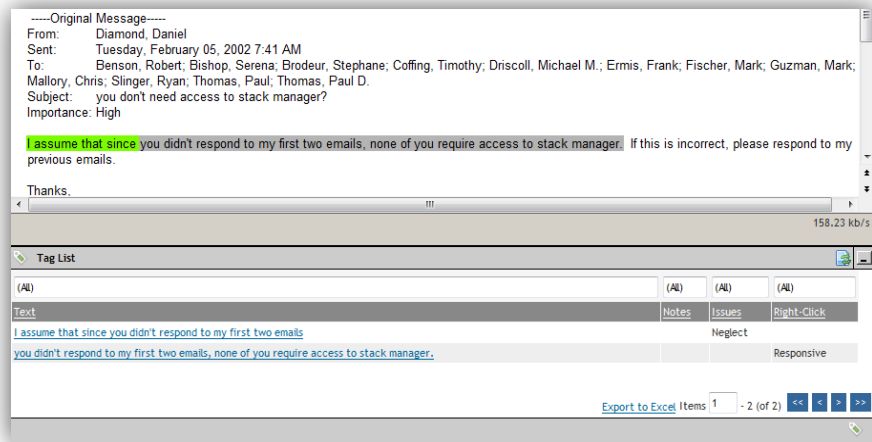 -----Original Message-----
From: Diamond, Daniel
Sent: Tuesday, February 05, 2002 7:41 AM
To: Benson, Robert; Bishop, Serena; Brodeur, Stephane; Coffing, Timothy; Driscoll, Michael M.; Ermis, Frank; Fischer, Mark; Guzman, Mark;
Mallory, Chris; Slinger, Ryan; Thomas, Paul; Thomas, Paul D.
Subject: you don't need access to stack manager?
Importance: High
I assume that since you didn't respond to my first two emails, none of you require access to stack manager. If this is incorrect, please respond to my
previous emails.
Thanks,
158.23 kb/s
Tag List
(All) (All) (All) (All)
Text Notes Issues Right-Click
I assume that since you didn't respond to my first two emails Neglect
you didn't respond to my first two emails, none of you require access to stack manager. Responsive
Export to Excel Items 1 - 2 (of 2) << < > >>